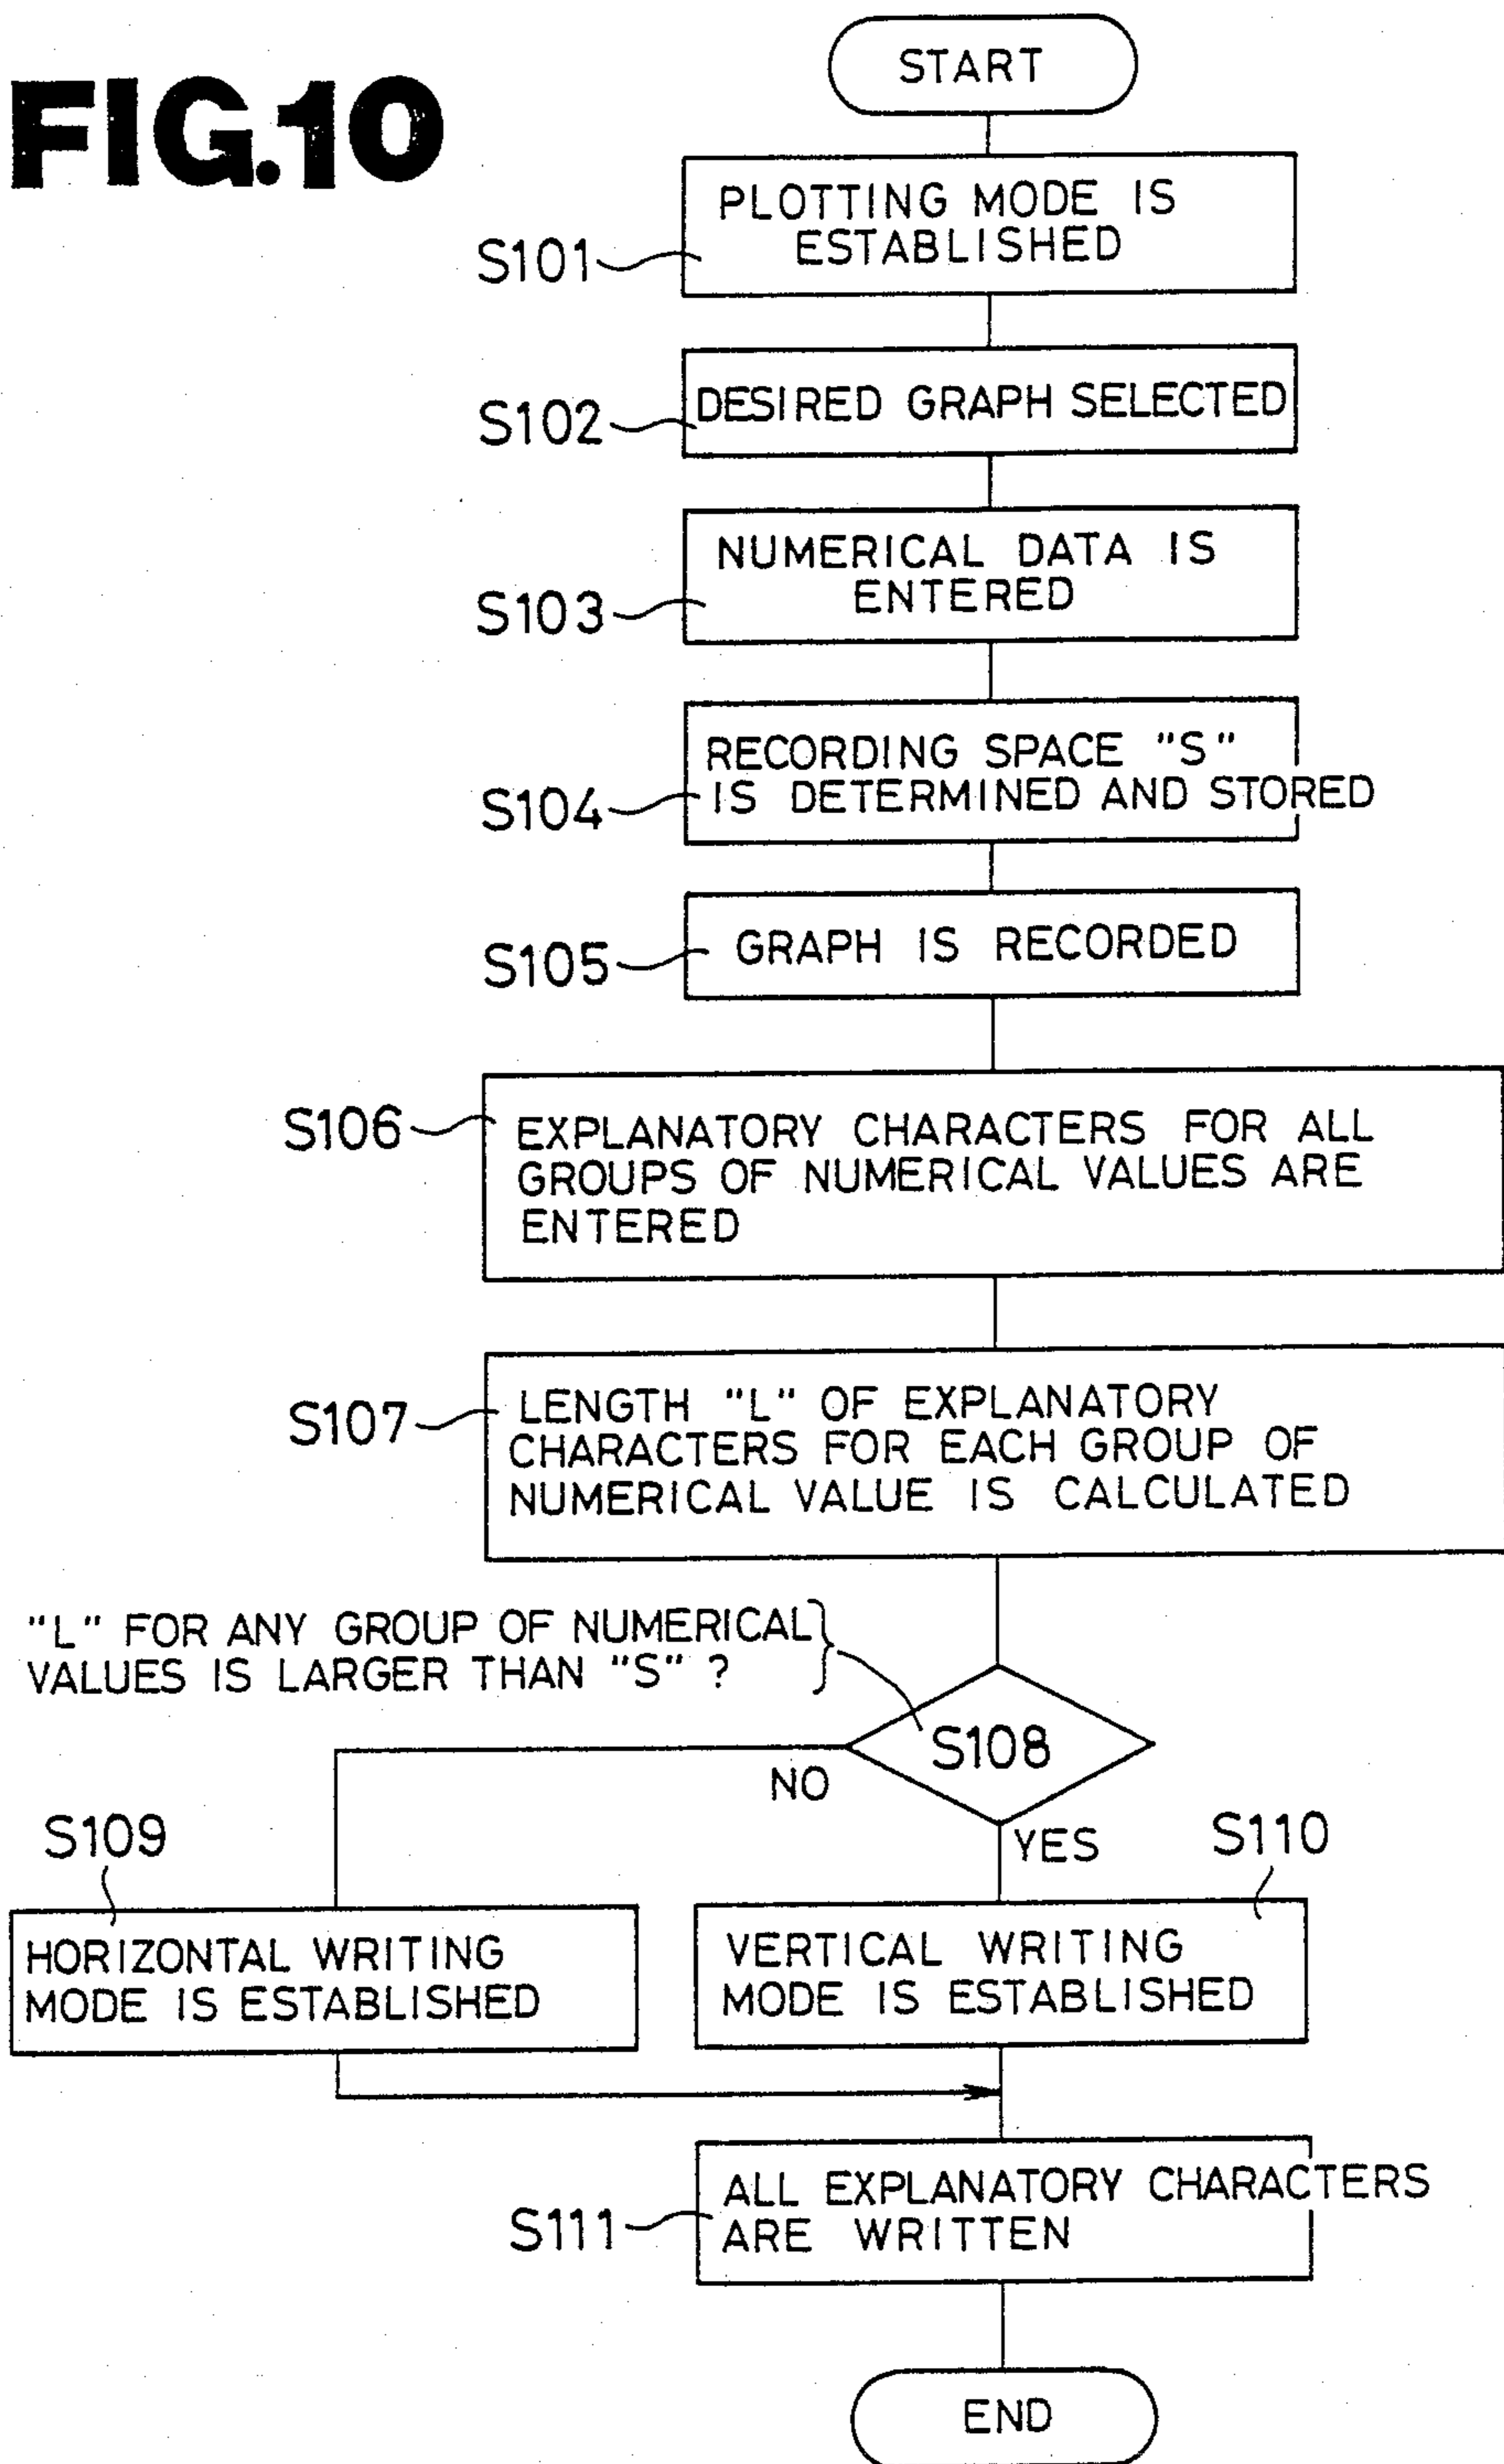 FIG.10
START
PLOTTING MODE IS
ESTABLISHED
S101
DESIRED GRAPH SELECTED
S102
NUMERICAL DATA IS
ENTERED
S103
RECORDING SPACE "S"
IS DETERMINED AND STORED
S104
GRAPH IS RECORDED
S105
S106
EXPLANATORY CHARACTERS FOR ALL
GROUPS OF NUMERICAL VALUES ARE
ENTERED
S107
LENGTH "L" OF EXPLANATORY
CHARACTERS FOR EACH GROUP OF
NUMERICAL VALUE IS CALCULATED
"L" FOR ANY GROUP OF NUMERICAL
VALUES IS LARGER THAN "S" ?
S108
NO
YES
S109
HORIZONTAL WRITING
MODE IS ESTABLISHED
S110
VERTICAL WRITING
MODE IS ESTABLISHED
S111
ALL EXPLANATORY CHARACTERS
ARE WRITTEN
END